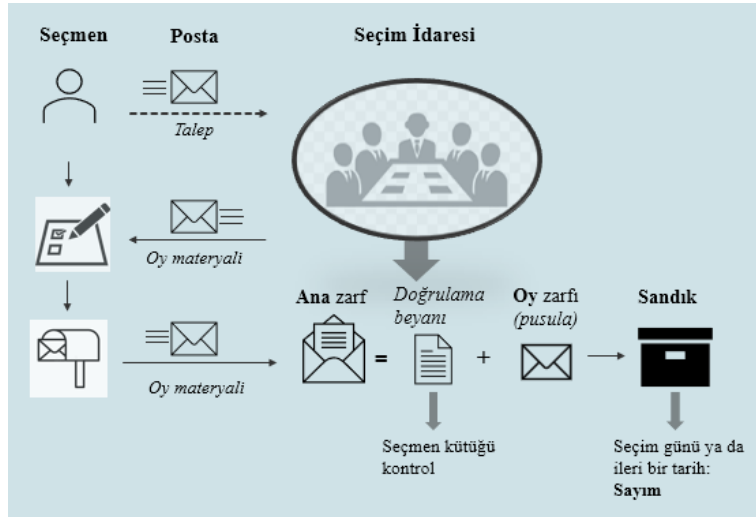 Seçmen
Posta
Seçim İdaresi
Talep
Oy materyali
Ana zarf
Doğrulama
beyanı
Oy zarfı
(pusula)
Sandık
Oy materyali
=
+
Seçmen kütüğü
kontrol
Seçim günü ya da
ileri bir tarih:
Sayım